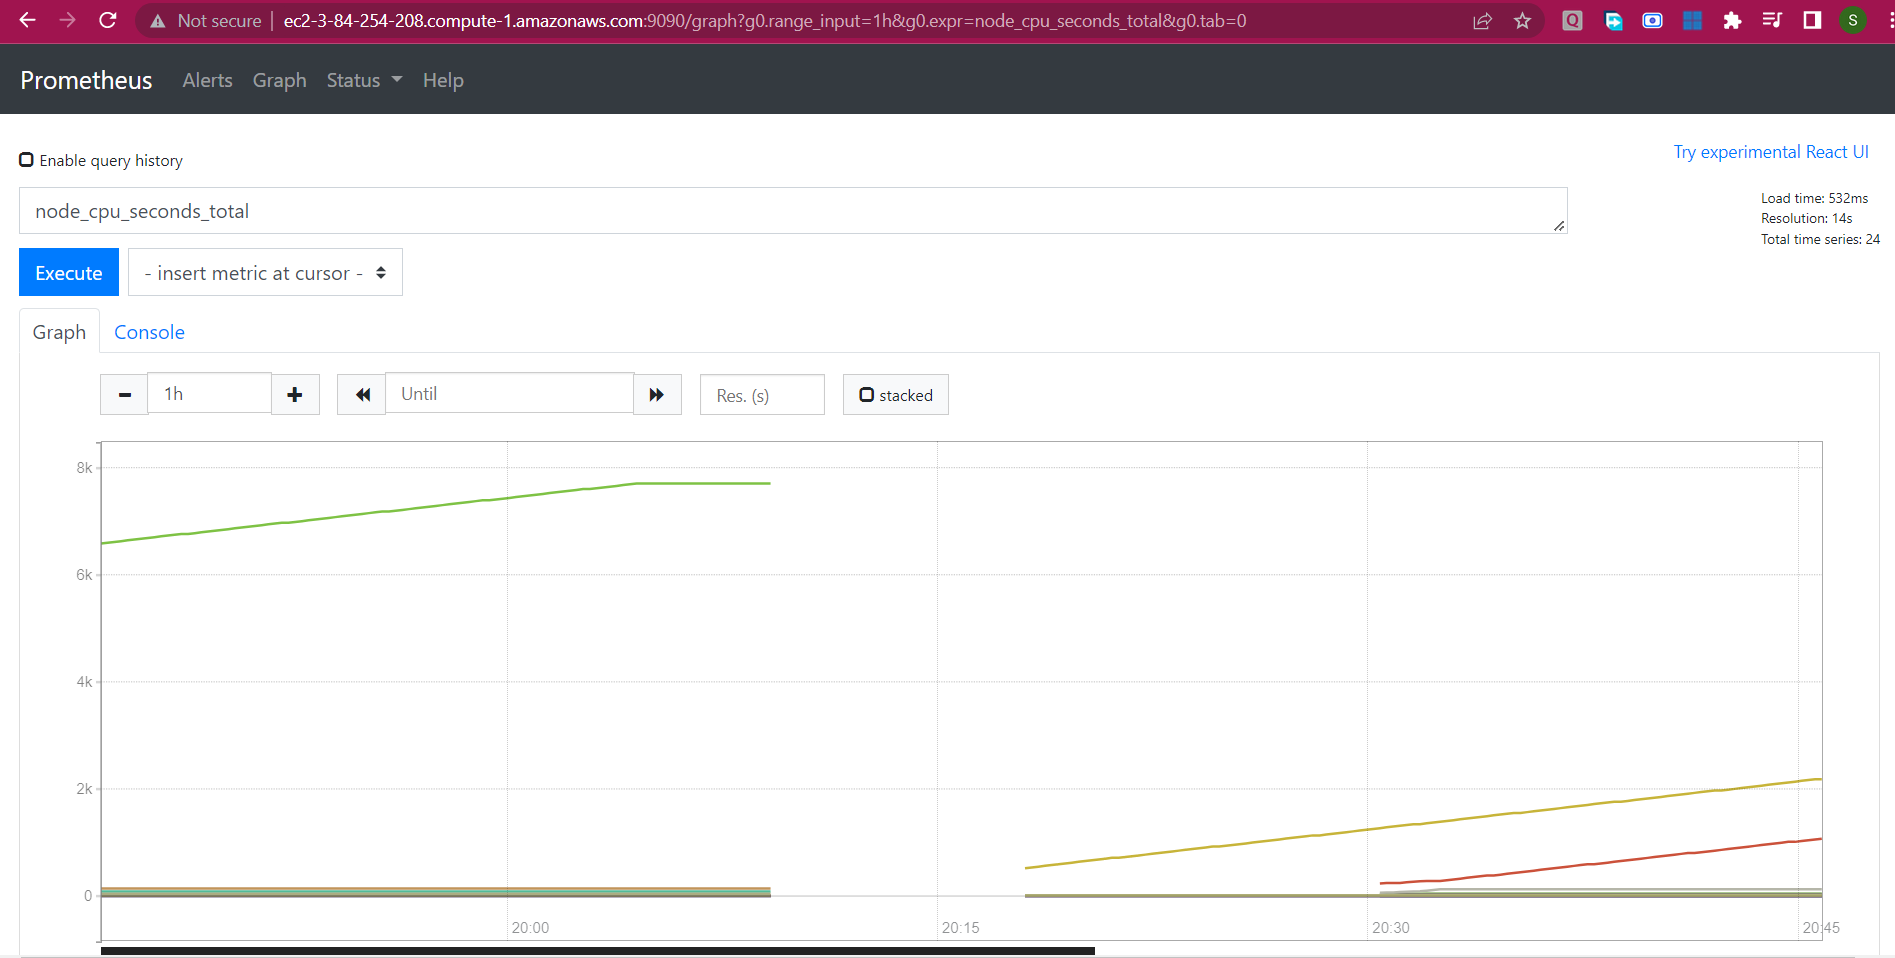 Not secure | ec2-3-84-254-208.compute-1.amazonaws.com:9090/graph?g0.range_input=1h&g0.expr=node_cpu_seconds_total&g0.tab=0
Q
S
Prometheus Alerts Graph Status Help
Enable query history
Try experimental React UI
node_cpu_seconds_total
Load time: 532ms
Resolution: 14s
Total time series: 24
Execute
- insert metric at cursor -
Graph Console
1h
Until
Res. (s)
stacked
8k
6k
4k
2k
0
20:00 20:15 20:30 20:45